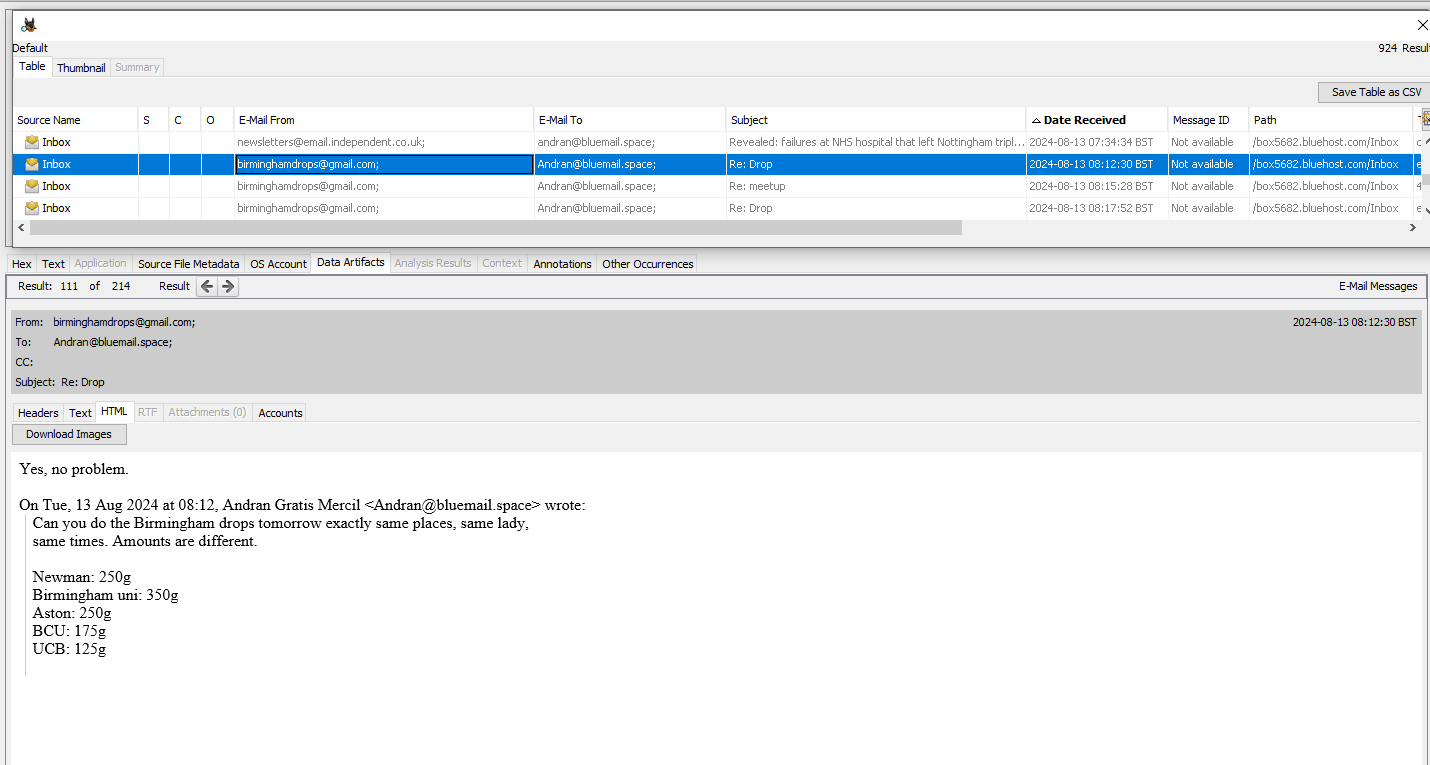 Default
924 Result
Table Thumbnail Summary
Save Table as CSV
Source Name S C O E-Mail From E-Mail To Subject Date Received Message ID Path
Inbox newsletters@email.independent.co.uk; andran@bluemail.space; Revealed: failures at NHS hospital that left Nottingham tripl... 2024-08-13 07:34:34 BST Not available /box5682.bluehost.com/Inbox
Inbox birminghamdrops@gmail.com; Andran@bluemail.space; Re: Drop 2024-08-13 08:12:30 BST Not available /box5682.bluehost.com/Inbox
Inbox birminghamdrops@gmail.com; Andran@bluemail.space; Re: meetup 2024-08-13 08:15:28 BST Not available /box5682.bluehost.com/Inbox
Inbox birminghamdrops@gmail.com; Andran@bluemail.space; Re: Drop 2024-08-13 08:17:52 BST Not available /box5682.bluehost.com/Inbox
Hex Text Application Source File Metadata OS Account Data Artifacts Analysis Results Context Annotations Other Occurrences
Result: 111 of 214 Result E-Mail Messages
From: birminghamdrops@gmail.com; 2024-08-13 08:12:30 BST
To: Andran@bluemail.space;
CC:
Subject: Re: Drop
Headers Text HTML RTF Attachments (0) Accounts
Download Images
Yes, no problem.
On Tue, 13 Aug 2024 at 08:12, Andran Gratis Mercil <Andran@bluemail.space> wrote:
Can you do the Birmingham drops tomorrow exactly same places, same lady,
same times. Amounts are different.
Newman: 250g
Birmingham uni: 350g
Aston: 250g
BCU: 175g
UCB: 125g